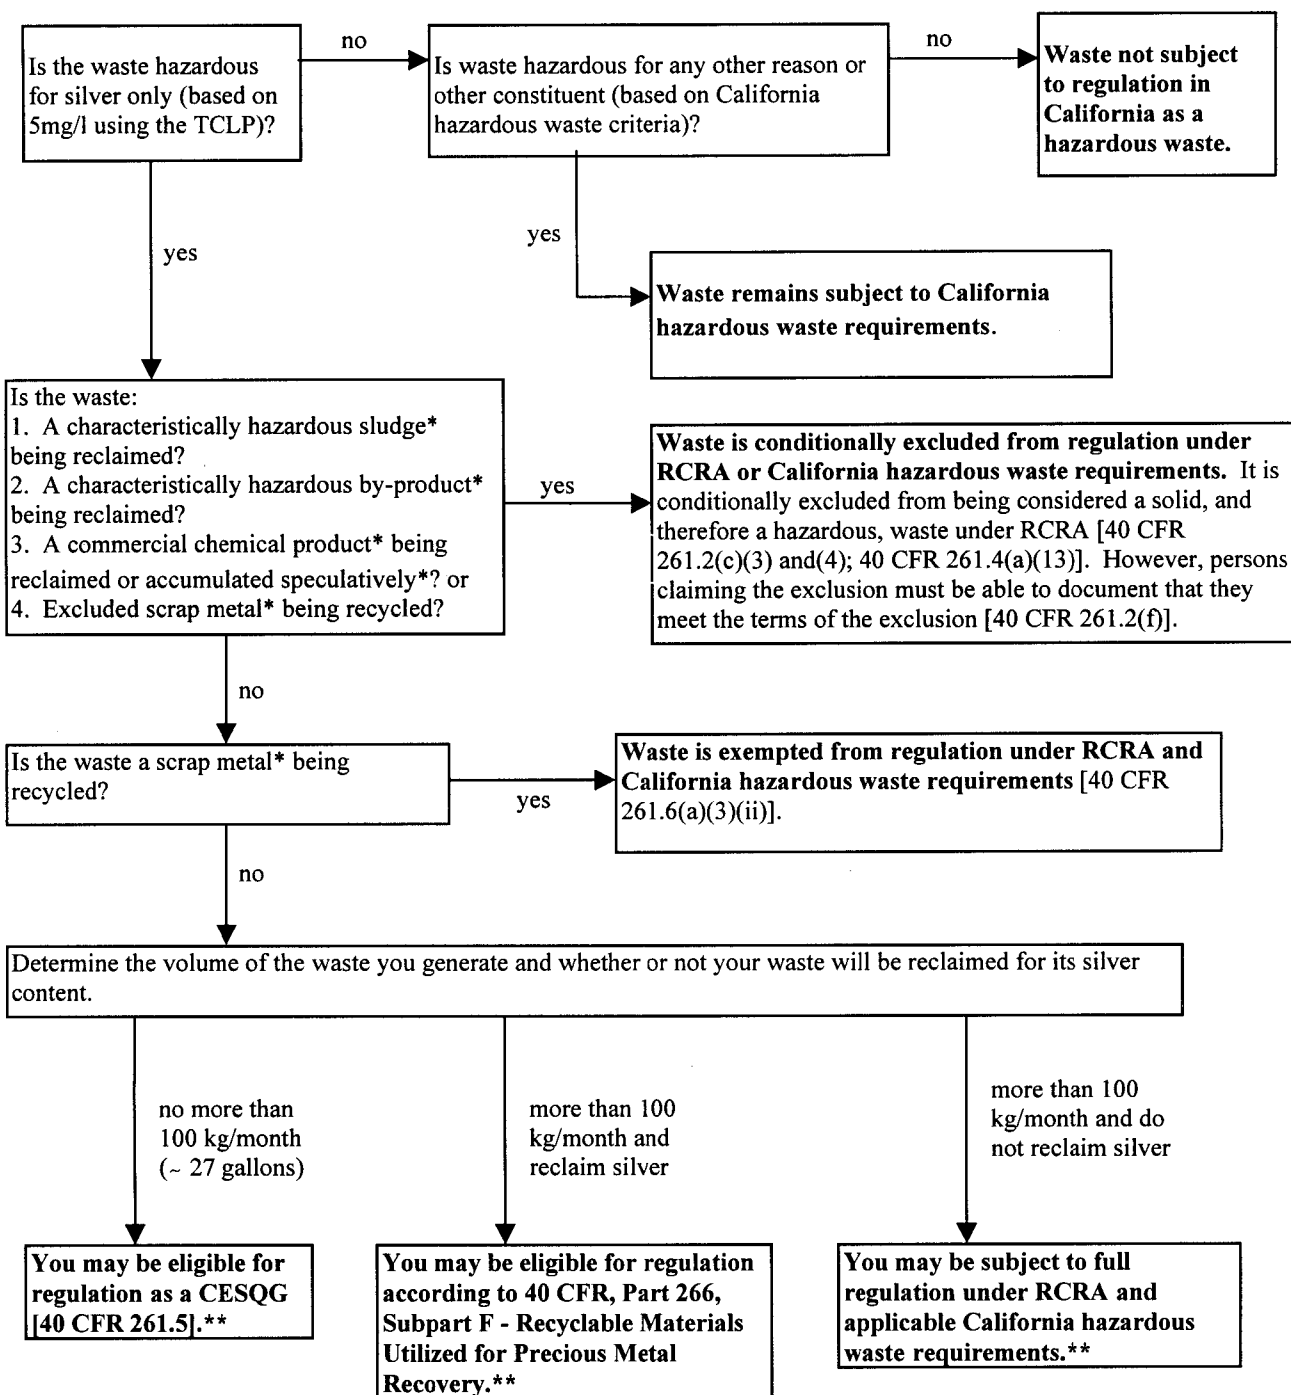 no
no
Is the waste hazardous
for silver only (based on
5mg/l using the TCLP)?
Is waste hazardous for any other reason or
other constituent (based on California
hazardous waste criteria)?
Waste not subject
to regulation in
California as a
hazardous waste.
yes
yes
Waste remains subject to California
hazardous waste requirements.
Is the waste:
1. A characteristically hazardous sludge*
being reclaimed?
2. A characteristically hazardous by-product*
being reclaimed?
3. A commercial chemical product* being
reclaimed or accumulated speculatively*? or
4. Excluded scrap metal* being recycled?
yes
Waste is conditionally excluded from regulation under
RCRA or California hazardous waste requirements. It is
conditionally excluded from being considered a solid, and
therefore a hazardous, waste under RCRA [40 CFR
261.2(c)(3) and(4); 40 CFR 261.4(a)(13)]. However, persons
claiming the exclusion must be able to document that they
meet the terms of the exclusion [40 CFR 261.2(f)].
no
Is the waste a scrap metal* being
recycled?
yes
Waste is exempted from regulation under RCRA and
California hazardous waste requirements [40 CFR
261.6(a)(3)(ii)].
no
Determine the volume of the waste you generate and whether or not your waste will be reclaimed for its silver
content.
no more than
100 kg/month
(~ 27 gallons)
more than 100
kg/month and
reclaim silver
more than 100
kg/month and do
not reclaim silver
You may be eligible for
regulation as a CESQG
[40 CFR 261.5].**
You may be eligible for regulation
according to 40 CFR, Part 266,
Subpart F - Recyclable Materials
Utilized for Precious Metal
Recovery.**
You may be subject to full
regulation under RCRA and
applicable California hazardous
waste requirements.**